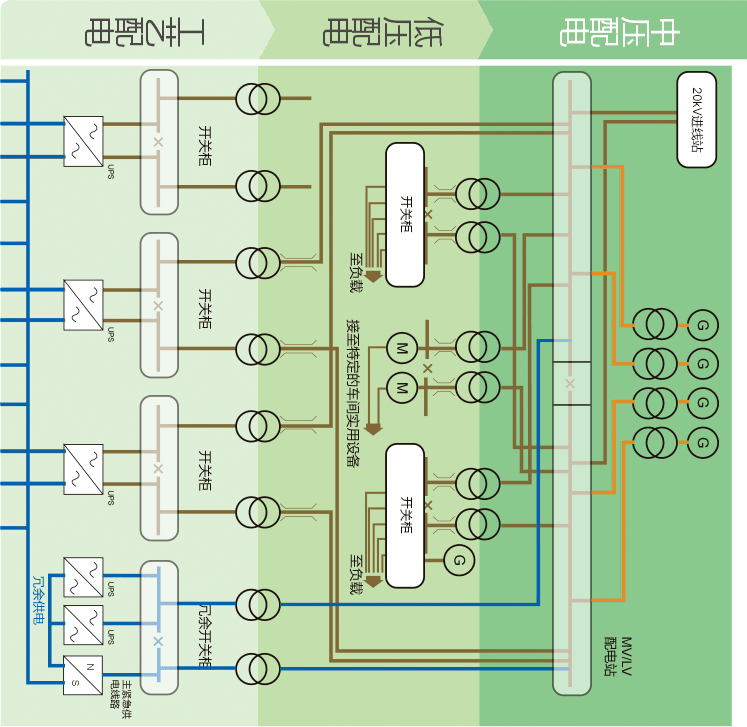 中压配电
20kV进线站
G
G
G
G
MV/LV
配电站
低压配电
开关柜
至负载
M
M
接至特定的车间实用设备
开关柜
至负载
G
工艺配电
开关柜
开关柜
开关柜
冗余开关柜
UPS
UPS
UPS
UPS
UPS
冗余供电
N
S
主紧急供
电线路